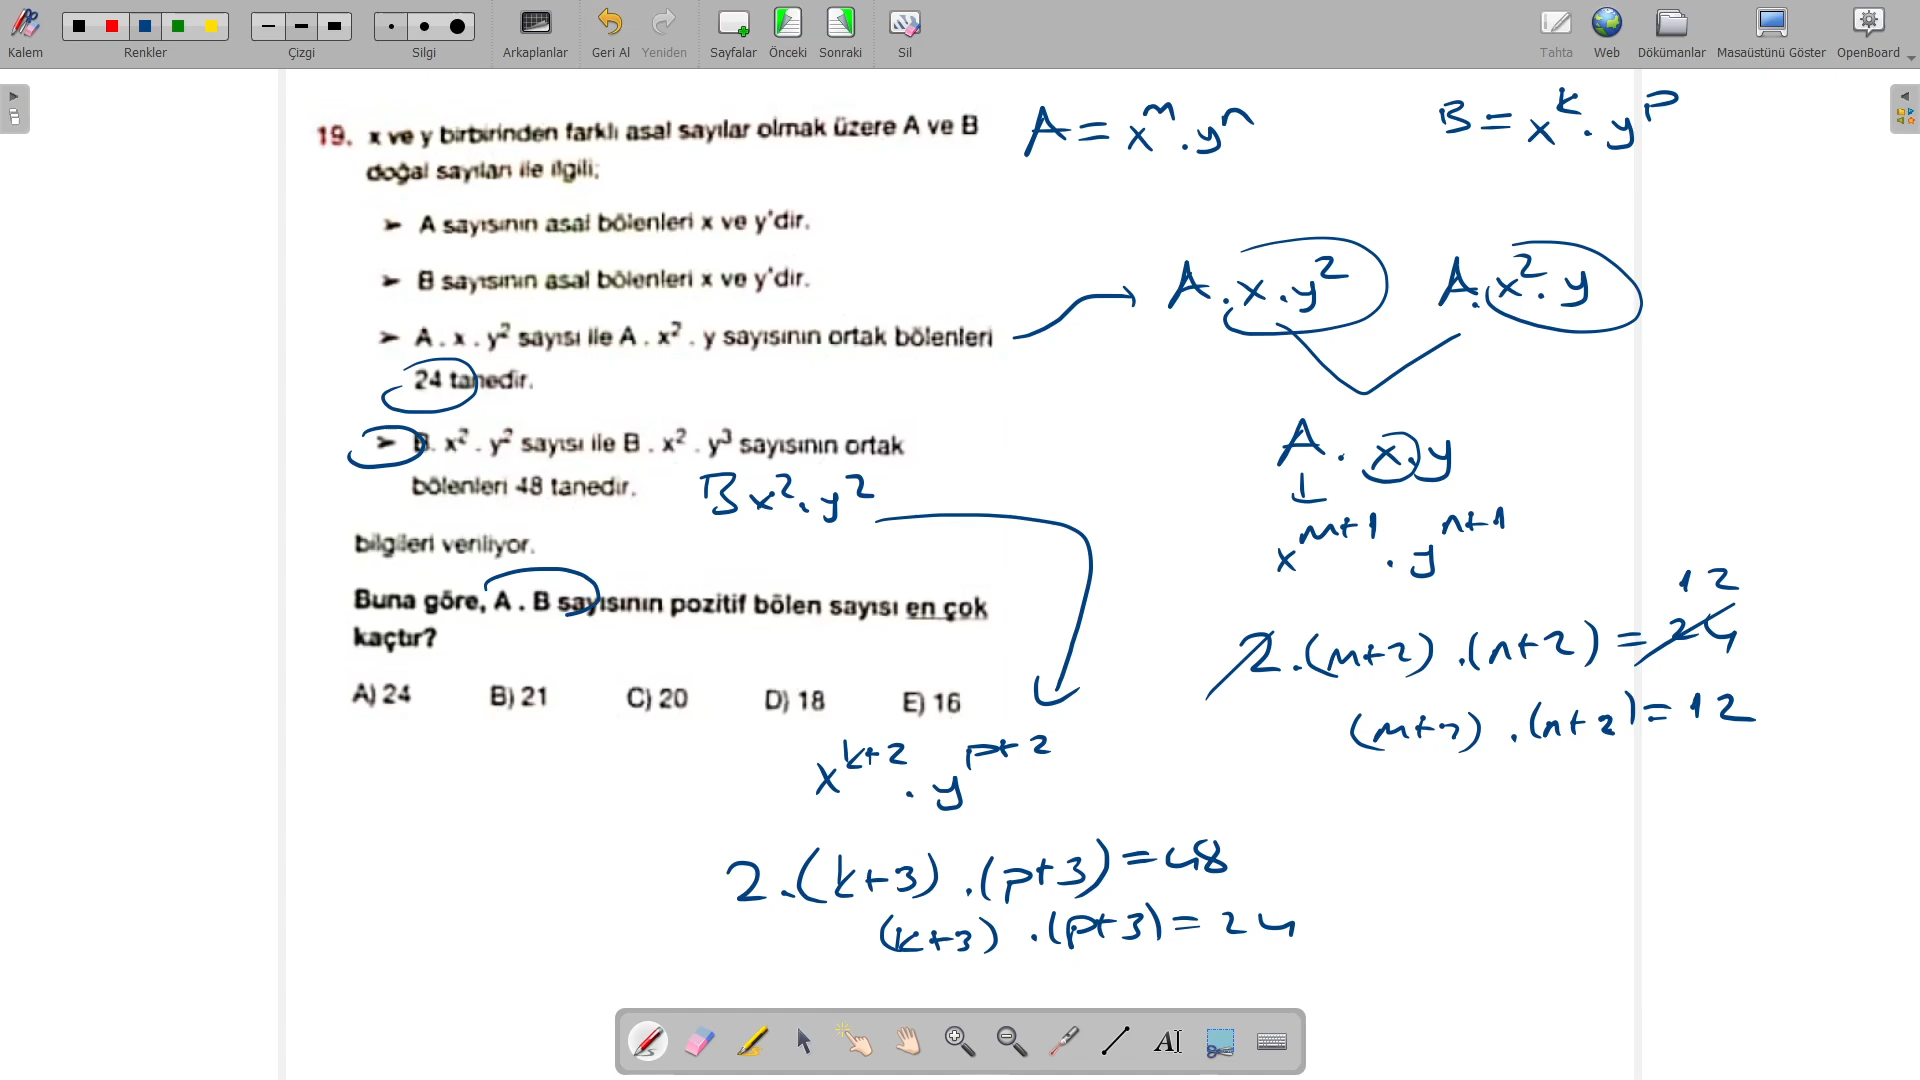 Kalem
Renkler
Çizgi
Silgi
Arkaplanlar
Geri Al
Yeniden
Sayfalar
Önceki
Sonraki
Sil
Tahta
Web
Dökümanlar
Masaüstünü Göster
OpenBoard
19. x ve y birbirinden farklı asal sayılar olmak üzere A ve B
doğal sayıları ile ilgili;
➤ A sayısının asal bölenleri x ve y'dir.
➤ B sayısının asal bölenleri x ve y'dir.
➤ A . x . y² sayısı ile A . x² . y sayısının ortak bölenleri
24 tanedir.
➤ B . x² . y² sayısı ile B . x² . y³ sayısının ortak
bölenleri 48 tanedir.
bilgileri veriliyor.
Buna göre, A . B sayısının pozitif bölen sayısı en çok
kaçtır?
A) 24 B) 21 C) 20 D) 18 E) 16
A = x^m . y^n
B = x^k . y^p
A . x . y²
A . x² . y
A . x . y
x^m+1 . y^n+1
12
2 . (m+2) . (n+2) = 24
(m+2) . (n+2) = 12
B x² . y²
x^k+2 . y^p+2
2 . (k+3) . (p+3) = 48
(k+3) . (p+3) = 24